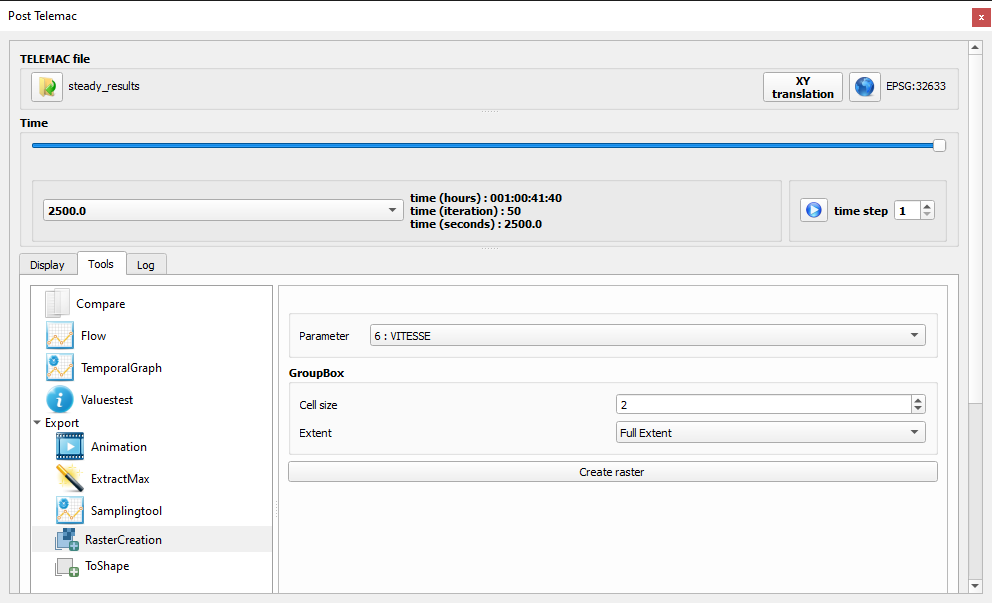 Post Telemac
x
TELEMAC file
steady_results
XY
translation
EPSG:32633
Time
2500.0
time (hours) : 001:00:41:40
time (iteration) : 50
time (seconds) : 2500.0
time step
1
Display
Tools
Log
Compare
Flow
TemporalGraph
Valuestest
Export
Animation
ExtractMax
Samplingtool
RasterCreation
ToShape
Parameter
6 : VITESSE
GroupBox
Cell size
2
Extent
Full Extent
Create raster